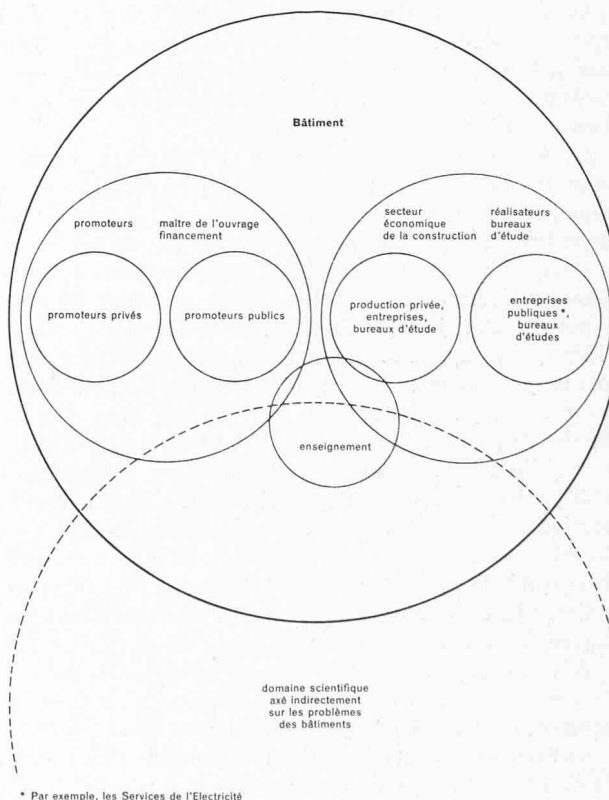 Bâtiment
promoteurs
maître de l'ouvrage
financement
secteur
économique
de la construction
réalisateurs
bureaux
d'étude
promoteurs privés
promoteurs publics
production privée,
entreprises,
bureaux d'étude
entreprises
publiques *,
bureaux
d'études
enseignement
domaine scientifique
axé indirectement
sur les problèmes
des bâtiments
* Par exemple, les Services de l'Electricité